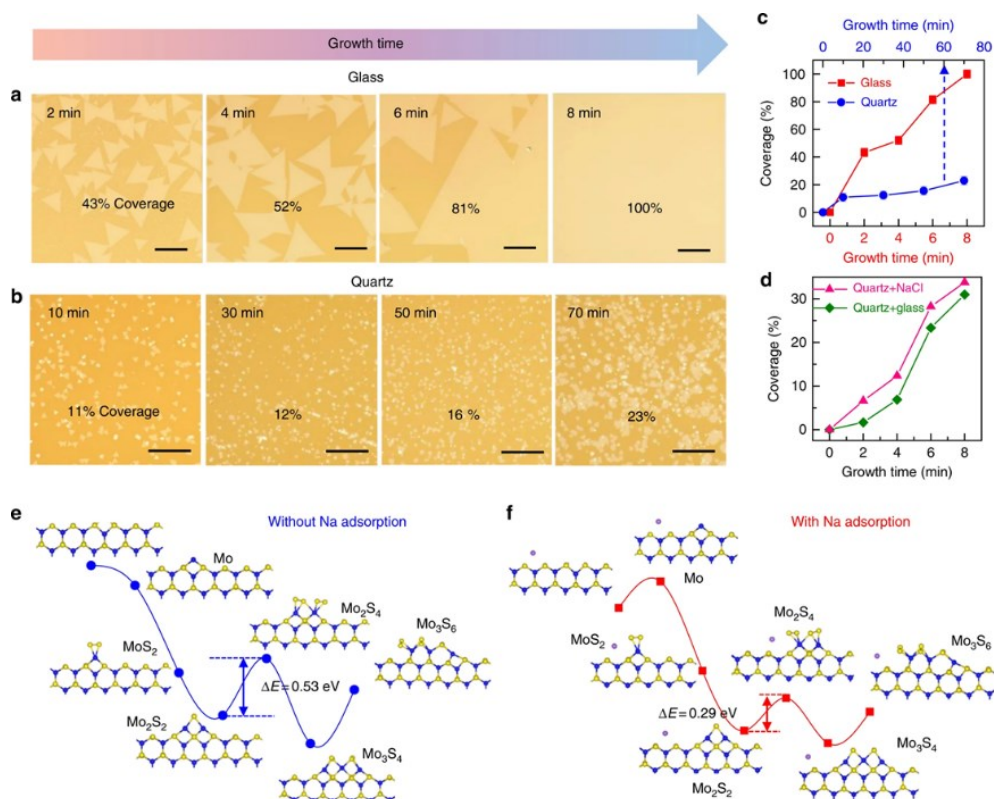 Growth time
Glass
a
2 min
4 min
6 min
8 min
43% Coverage
52%
81%
100%
Quartz
b
10 min
30 min
50 min
70 min
11% Coverage
12%
16 %
23%
c
Growth time (min)
0 20 40 60 80
100
80
60
40
20
0
Coverage (%)
Glass
Quartz
0 2 4 6 8
Growth time (min)
d
30
20
10
0
Coverage (%)
Quartz+NaCl
Quartz+glass
0 2 4 6 8
Growth time (min)
e
Without Na adsorption
Mo
MoS2
Mo2S4
Mo3S6
ΔE = 0.53 eV
Mo2S2
Mo3S4
f
With Na adsorption
Mo
MoS2
Mo2S4
Mo3S6
ΔE = 0.29 eV
Mo2S2
Mo3S4